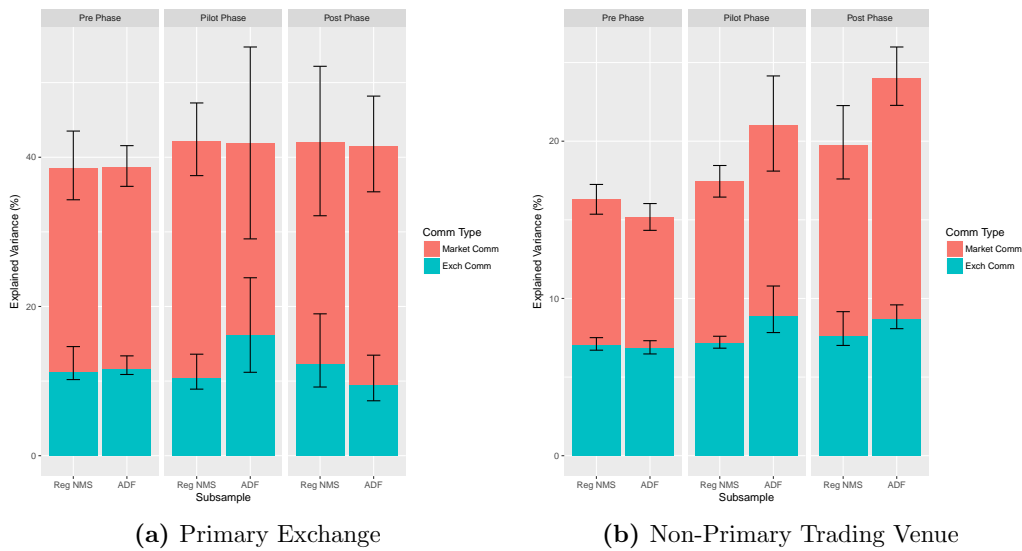 Pre Phase
Pilot Phase
Post Phase
Explained Variance (%)
40
20
0
Reg NMS
ADF
Reg NMS
ADF
Reg NMS
ADF
Subsample
Comm Type
Market Comm
Exch Comm
(a) Primary Exchange
Pre Phase
Pilot Phase
Post Phase
Explained Variance (%)
20
10
0
Reg NMS
ADF
Reg NMS
ADF
Reg NMS
ADF
Subsample
Comm Type
Market Comm
Exch Comm
(b) Non-Primary Trading Venue